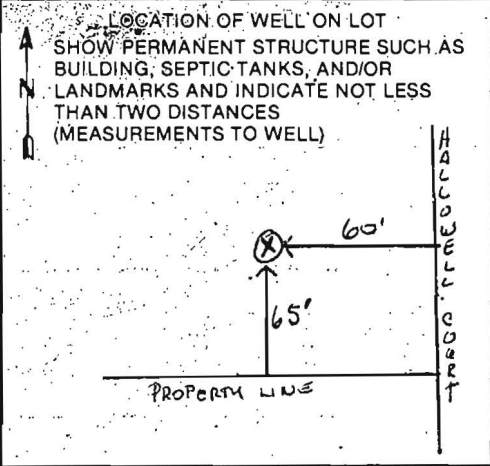 LOCATION OF WELL ON LOT
SHOW PERMANENT STRUCTURE SUCH AS
BUILDING, SEPTIC TANKS, AND/OR
N LANDMARKS AND INDICATE NOT LESS
THAN TWO DISTANCES
(MEASUREMENTS TO WELL)
60'
65'
PROPERTY LINE
HALLOWELL COURT